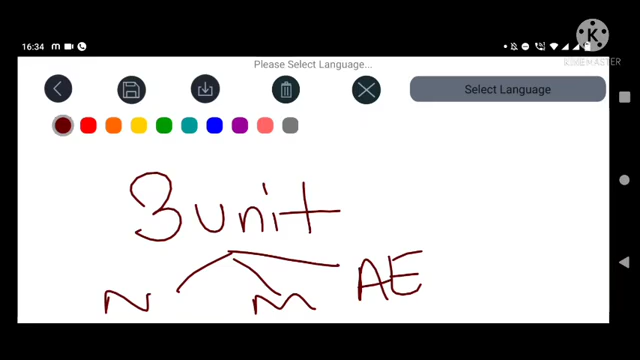 16:34
K
KINEMASTER
Please Select Language...
Select Language
3 unit
N M AE